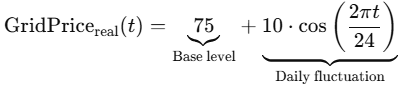 GridPrice_real(t) = 75 + 10 · cos(2πt/24)
Base level
Daily fluctuation